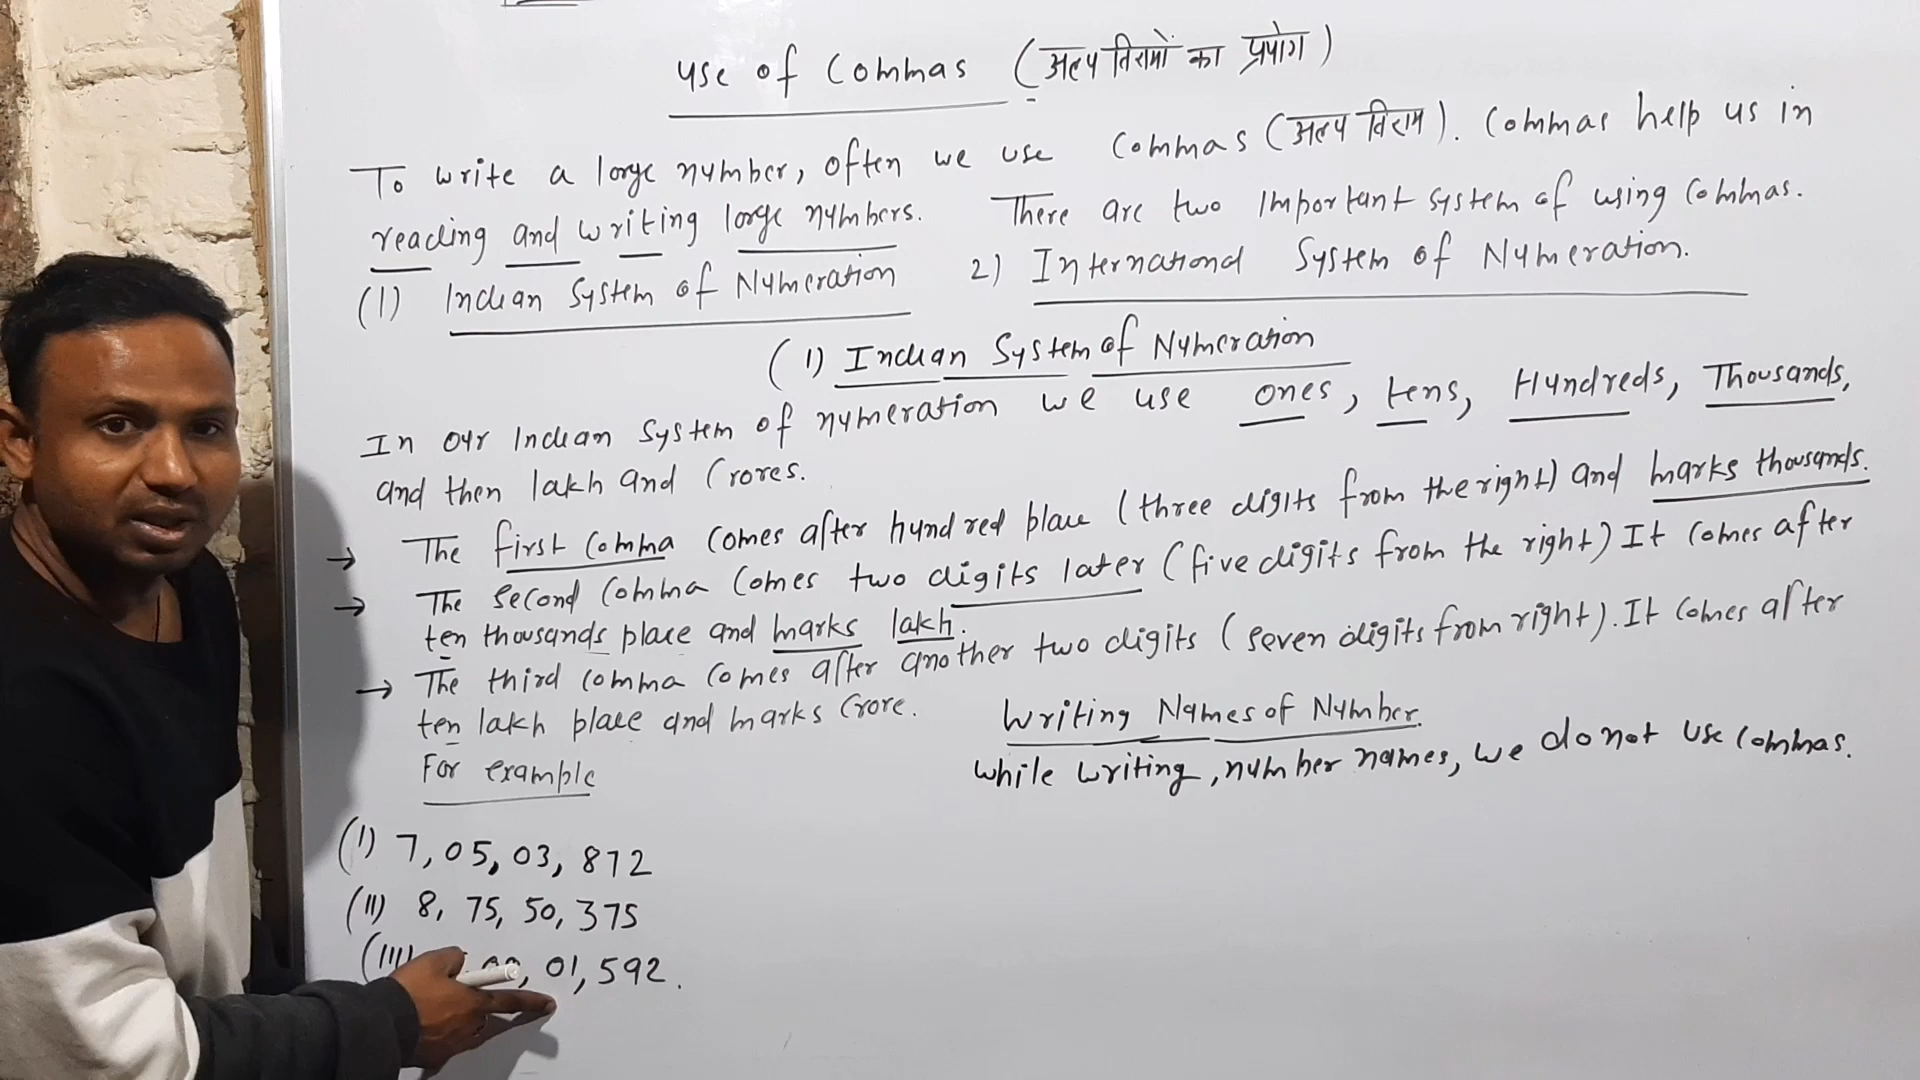 Use of Commas (अल्प विरामों का प्रयोग)
To write a large number, often we use Commas (अल्प विराम). Commas help us in
reading and writing large numbers. There are two important system of using Commas.
(1) Indian System of Numeration 2) International System of Numeration.
(1) Indian System of Numeration
In our Indian System of numeration we use ones, tens, Hundreds, Thousands,
and then lakh and Crores.
→ The first Comma Comes after hundred place (three digits from the right) and marks thousands.
→ The second Comma Comes two digits later (five digits from the right) It Comes after
ten thousands place and marks lakh.
→ The third comma comes after another two digits (seven digits from right). It Comes after
ten lakh place and marks Crore.
Writing Names of Number.
While writing, number names, we do not use Commas.
For example
(I) 7, 05, 03, 872
(II) 8, 75, 50, 375
(III) , 01, 592.